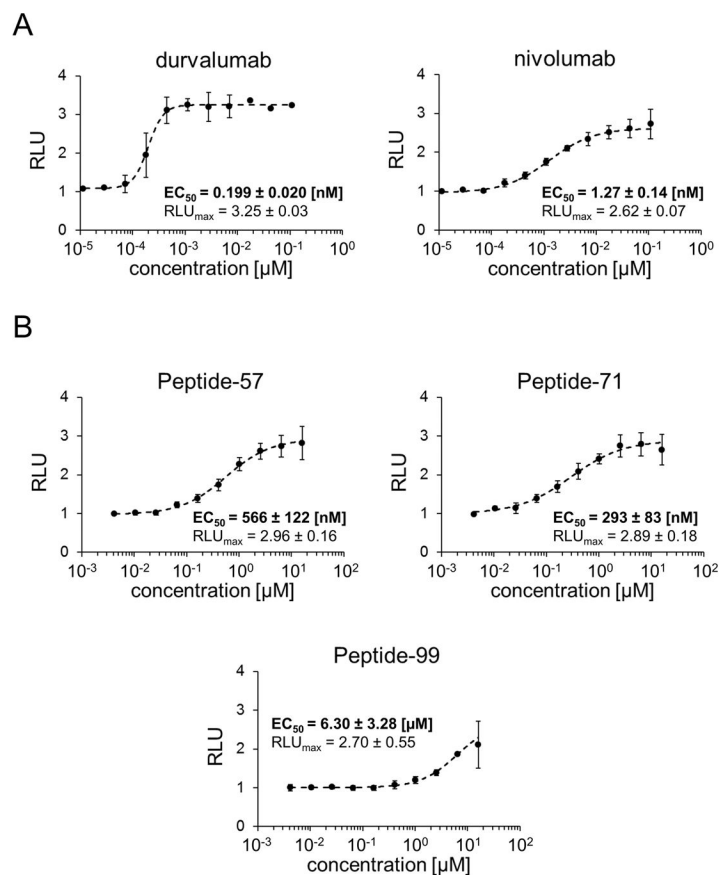 A
durvalumab
4
3
2
1
0
RLU
EC₅₀ = 0.199 ± 0.020 [nM]
RLUₘₐₓ = 3.25 ± 0.03
10⁻⁵ 10⁻⁴ 10⁻³ 10⁻² 10⁻¹ 10⁰
concentration [µM]
nivolumab
4
3
2
1
0
RLU
EC₅₀ = 1.27 ± 0.14 [nM]
RLUₘₐₓ = 2.62 ± 0.07
10⁻⁵ 10⁻⁴ 10⁻³ 10⁻² 10⁻¹ 10⁰
concentration [µM]
B
Peptide-57
4
3
2
1
0
RLU
EC₅₀ = 566 ± 122 [nM]
RLUₘₐₓ = 2.96 ± 0.16
10⁻³ 10⁻² 10⁻¹ 10⁰ 10¹ 10²
concentration [µM]
Peptide-71
4
3
2
1
0
RLU
EC₅₀ = 293 ± 83 [nM]
RLUₘₐₓ = 2.89 ± 0.18
10⁻³ 10⁻² 10⁻¹ 10⁰ 10¹ 10²
concentration [µM]
Peptide-99
4
3
2
1
0
RLU
EC₅₀ = 6.30 ± 3.28 [µM]
RLUₘₐₓ = 2.70 ± 0.55
10⁻³ 10⁻² 10⁻¹ 10⁰ 10¹ 10²
concentration [µM]